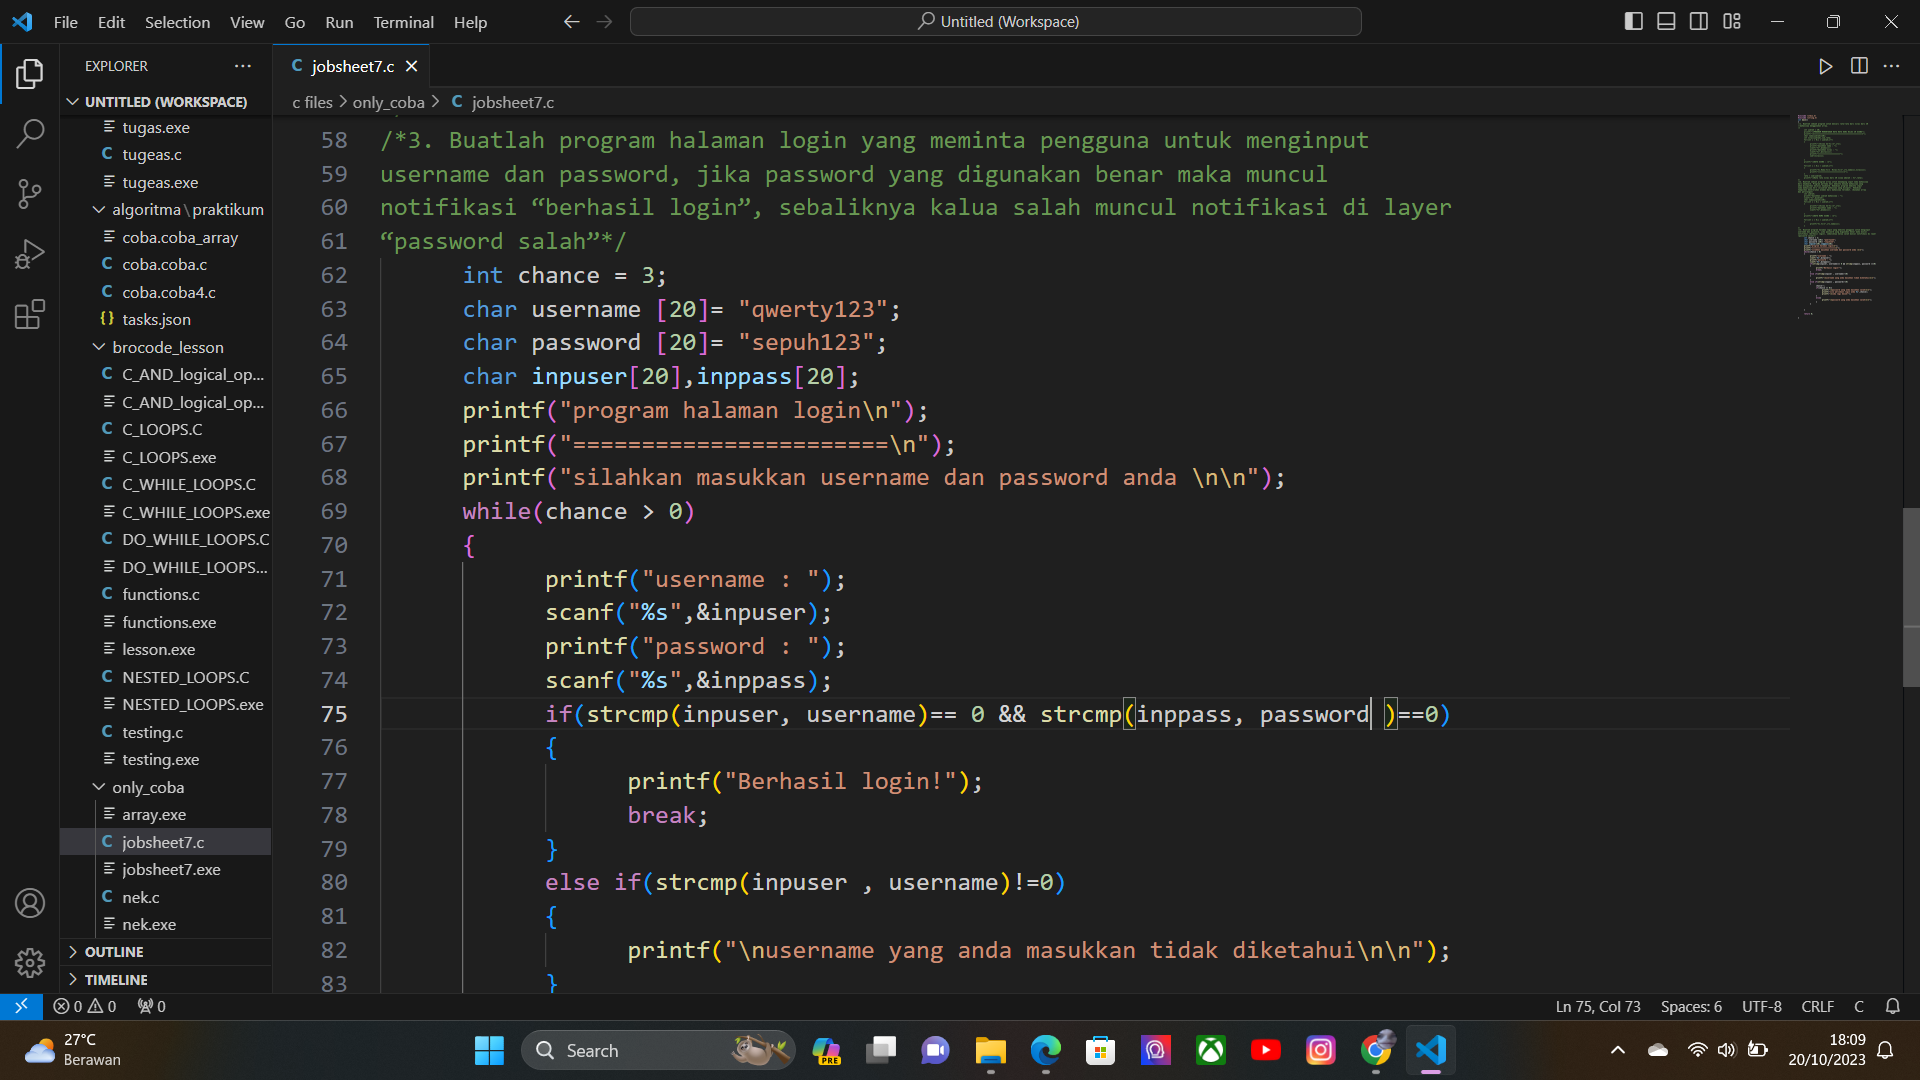 File Edit Selection View Go Run Terminal Help
Untitled (Workspace)
EXPLORER
UNTITLED (WORKSPACE)
tugas.exe
tugeas.c
tugeas.exe
algoritma\praktikum
coba.coba_array
coba.coba.c
coba.coba4.c
tasks.json
brocode_lesson
C_AND_logical_op...
C_AND_logical_op...
C_LOOPS.C
C_LOOPS.exe
C_WHILE_LOOPS.C
C_WHILE_LOOPS.exe
DO_WHILE_LOOPS.C
DO_WHILE_LOOPS...
functions.c
functions.exe
lesson.exe
NESTED_LOOPS.C
NESTED_LOOPS.exe
testing.c
testing.exe
only_coba
array.exe
jobsheet7.c
jobsheet7.exe
nek.c
nek.exe
OUTLINE
TIMELINE
jobsheet7.c
c files > only_coba > C jobsheet7.c
58 /*3. Buatlah program halaman login yang meminta pengguna untuk menginput
59 username dan password, jika password yang digunakan benar maka muncul
60 notifikasi “berhasil login”, sebaliknya kalua salah muncul notifikasi di layer
61 “password salah”*/
62 int chance = 3;
63 char username [20]= "qwerty123";
64 char password [20]= "sepuh123";
65 char inpuser[20],inppass[20];
66 printf("program halaman login\n");
67 printf("=======================\n");
68 printf("silahkan masukkan username dan password anda \n\n");
69 while(chance > 0)
70 {
71 printf("username : ");
72 scanf("%s",&inpuser);
73 printf("password : ");
74 scanf("%s",&inppass);
75 if(strcmp(inpuser, username)== 0 && strcmp(inppass, password )==0)
76 {
77 printf("Berhasil login!");
78 break;
79 }
80 else if(strcmp(inpuser , username)!=0)
81 {
82 printf("\nusername yang anda masukkan tidak diketahui\n\n");
83 }
0 0 0
Ln 75, Col 73 Spaces: 6 UTF-8 CRLF C
27°C
Berawan
Search
PRE
18:09
20/10/2023